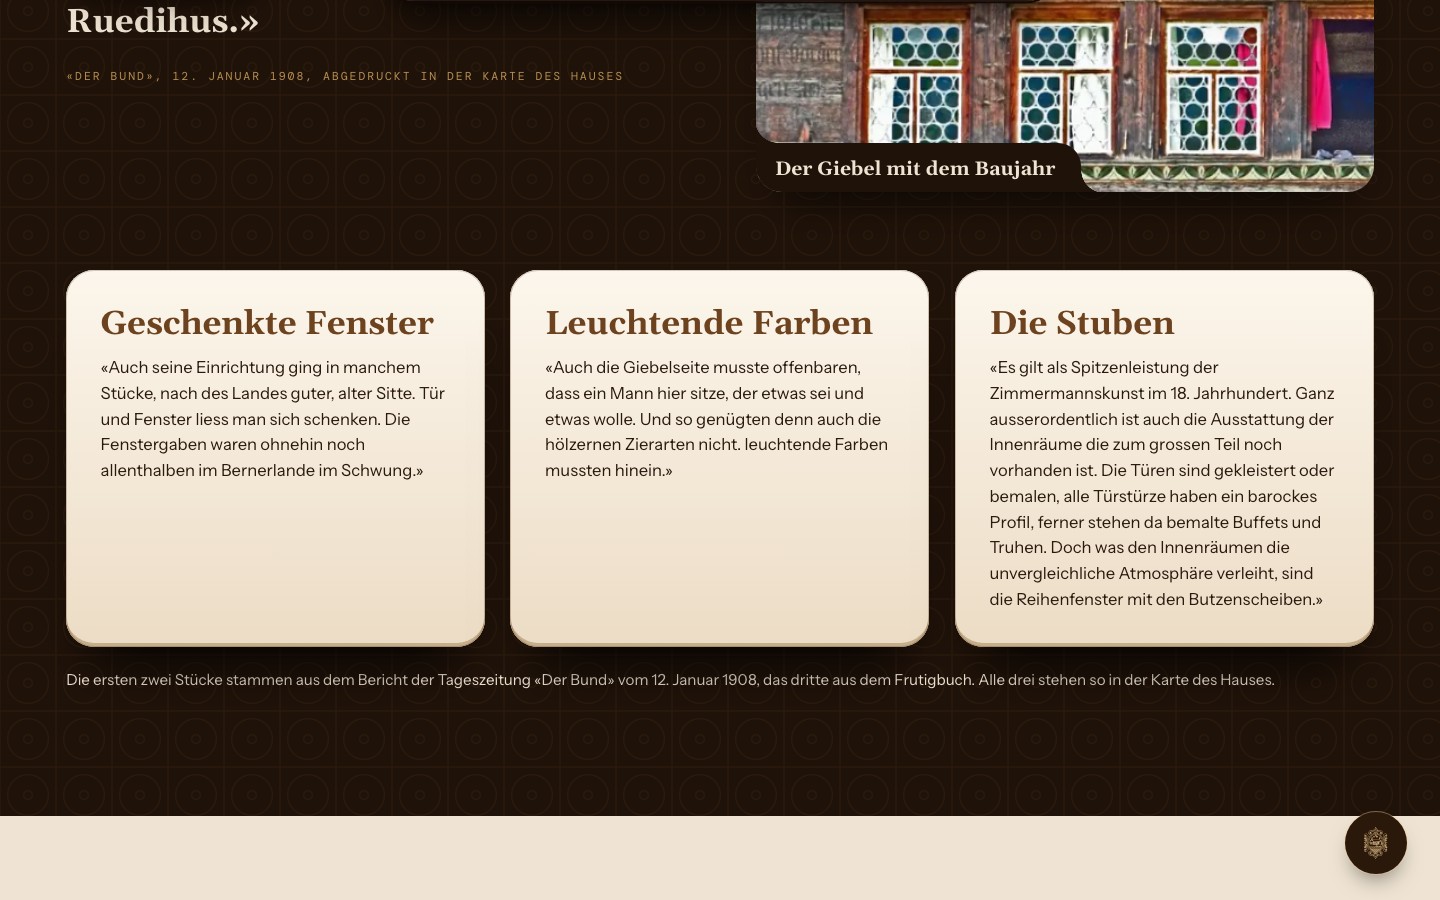 Ruedihus.»
«DER BUND», 12. JANUAR 1908, ABGEDRUCKT IN DER KARTE DES HAUSES
Der Giebel mit dem Baujahr
Geschenkte Fenster
«Auch seine Einrichtung ging in manchem
Stücke, nach des Landes guter, alter Sitte. Tür
und Fenster liess man sich schenken. Die
Fenstergaben waren ohnehin noch
allenthalben im Bernerlande im Schwung.»
Leuchtende Farben
«Auch die Giebelseite musste offenbaren,
dass ein Mann hier sitze, der etwas sei und
etwas wolle. Und so genügten denn auch die
hölzernen Zierarten nicht. leuchtende Farben
mussten hinein.»
Die Stuben
«Es gilt als Spitzenleistung der
Zimmermannskunst im 18. Jahrhundert. Ganz
ausserordentlich ist auch die Ausstattung der
Innenräume die zum grossen Teil noch
vorhanden ist. Die Türen sind gekleistert oder
bemalen, alle Türstürze haben ein barockes
Profil, ferner stehen da bemalte Buffets und
Truhen. Doch was den Innenräumen die
unvergleichliche Atmosphäre verleiht, sind
die Reihenfenster mit den Butzenscheiben.»
Die ersten zwei Stücke stammen aus dem Bericht der Tageszeitung «Der Bund» vom 12. Januar 1908, das dritte aus dem Frutigbuch. Alle drei stehen so in der Karte des Hauses.